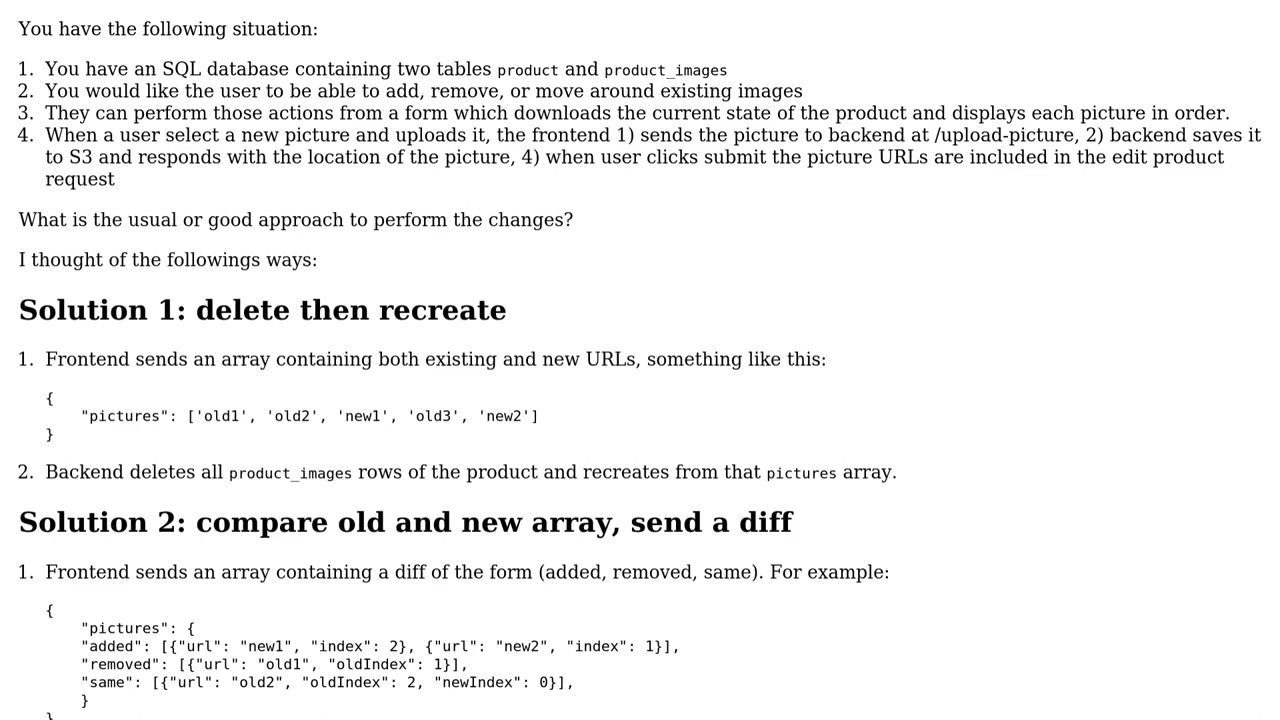 You have the following situation:
1. You have an SQL database containing two tables product and product_images
2. You would like the user to be able to add, remove, or move around existing images
3. They can perform those actions from a form which downloads the current state of the product and displays each picture in order.
4. When a user select a new picture and uploads it, the frontend 1) sends the picture to backend at /upload-picture, 2) backend saves it
to S3 and responds with the location of the picture, 4) when user clicks submit the picture URLs are included in the edit product
request
What is the usual or good approach to perform the changes?
I thought of the followings ways:
Solution 1: delete then recreate
1. Frontend sends an array containing both existing and new URLs, something like this:
{
"pictures": ['old1', 'old2', 'new1', 'old3', 'new2']
}
2. Backend deletes all product_images rows of the product and recreates from that pictures array.
Solution 2: compare old and new array, send a diff
1. Frontend sends an array containing a diff of the form (added, removed, same). For example:
{
"pictures": {
"added": [{"url": "new1", "index": 2}, {"url": "new2", "index": 1}],
"removed": [{"url": "old1", "oldIndex": 1}],
"same": [{"url": "old2", "oldIndex": 2, "newIndex": 0}],
}
}